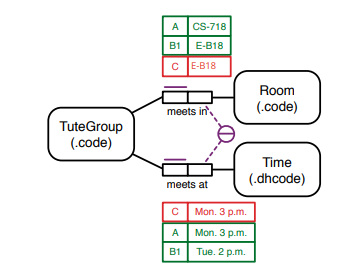 A CS-718
B1 E-B18
C E-B18
Room
(.code)
meets in
TuteGroup
(.code)
Time
(.dhcode)
meets at
C Mon. 3 p.m.
A Mon. 3 p.m.
B1 Tue. 2 p.m.